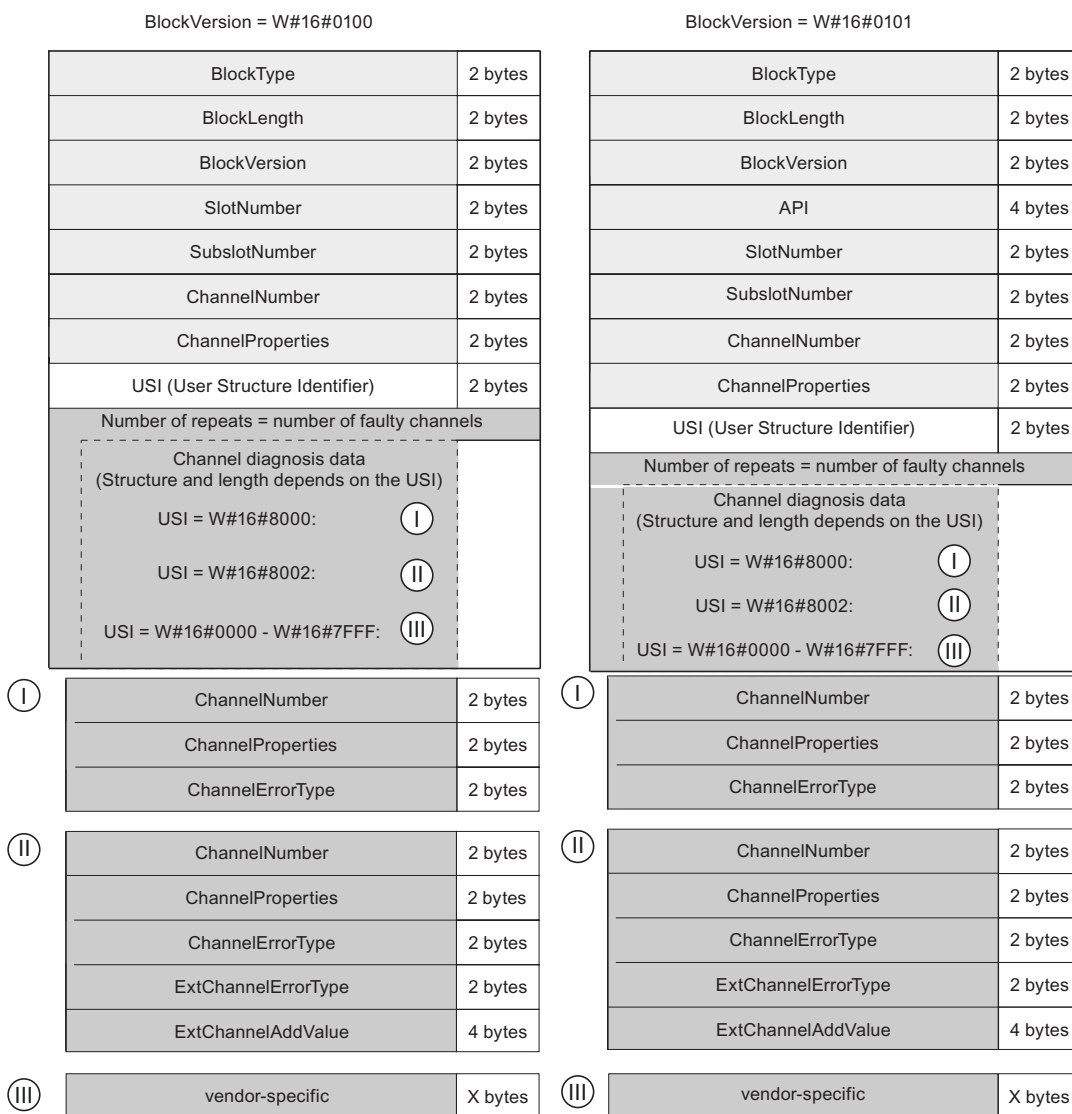 BlockVersion = W#16#0100
BlockType 2 bytes
BlockLength 2 bytes
BlockVersion 2 bytes
SlotNumber 2 bytes
SubslotNumber 2 bytes
ChannelNumber 2 bytes
ChannelProperties 2 bytes
USI (User Structure Identifier) 2 bytes
Number of repeats = number of faulty channels
Channel diagnosis data
(Structure and length depends on the USI)
USI = W#16#8000: I
USI = W#16#8002: II
USI = W#16#0000 - W#16#7FFF: III
I
ChannelNumber 2 bytes
ChannelProperties 2 bytes
ChannelErrorType 2 bytes
II
ChannelNumber 2 bytes
ChannelProperties 2 bytes
ChannelErrorType 2 bytes
ExtChannelErrorType 2 bytes
ExtChannelAddValue 4 bytes
III
vendor-specific X bytes
BlockVersion = W#16#0101
BlockType 2 bytes
BlockLength 2 bytes
BlockVersion 2 bytes
API 4 bytes
SlotNumber 2 bytes
SubslotNumber 2 bytes
ChannelNumber 2 bytes
ChannelProperties 2 bytes
USI (User Structure Identifier) 2 bytes
Number of repeats = number of faulty channels
Channel diagnosis data
(Structure and length depends on the USI)
USI = W#16#8000: I
USI = W#16#8002: II
USI = W#16#0000 - W#16#7FFF: III
I
ChannelNumber 2 bytes
ChannelProperties 2 bytes
ChannelErrorType 2 bytes
II
ChannelNumber 2 bytes
ChannelProperties 2 bytes
ChannelErrorType 2 bytes
ExtChannelErrorType 2 bytes
ExtChannelAddValue 4 bytes
III
vendor-specific X bytes